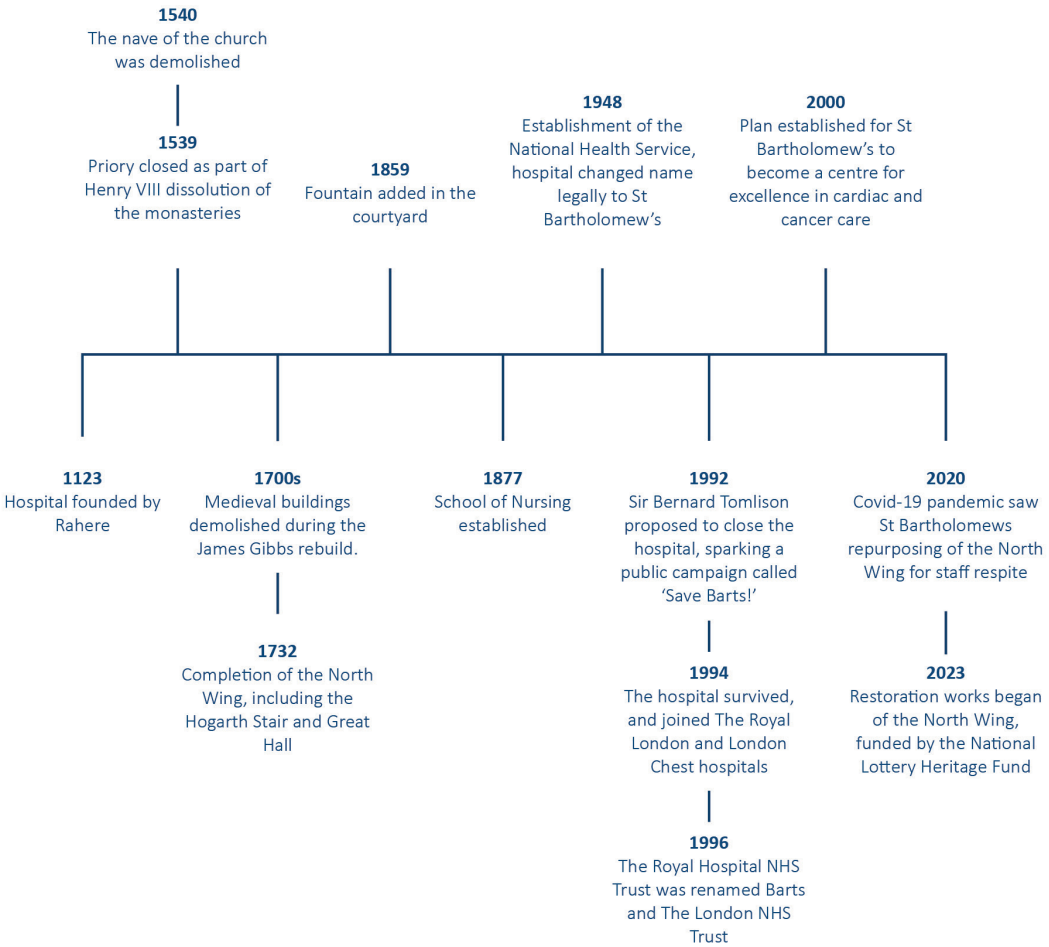 1540
The nave of the church
was demolished
1539
Priory closed as part of
Henry VIII dissolution of
the monasteries
1859
Fountain added in the
courtyard
1948
Establishment of the
National Health Service,
hospital changed name
legally to St
Bartholomew’s
2000
Plan established for St
Bartholomew’s to
become a centre for
excellence in cardiac and
cancer care
1123
Hospital founded by
Rahere
1700s
Medieval buildings
demolished during the
James Gibbs rebuild.
1732
Completion of the North
Wing, including the
Hogarth Stair and Great
Hall
1877
School of Nursing
established
1992
Sir Bernard Tomlison
proposed to close the
hospital, sparking a
public campaign called
‘Save Barts!’
1994
The hospital survived,
and joined The Royal
London and London
Chest hospitals
1996
The Royal Hospital NHS
Trust was renamed Barts
and The London NHS
Trust
2020
Covid-19 pandemic saw
St Bartholomews
repurposing of the North
Wing for staff respite
2023
Restoration works began
of the North Wing,
funded by the National
Lottery Heritage Fund